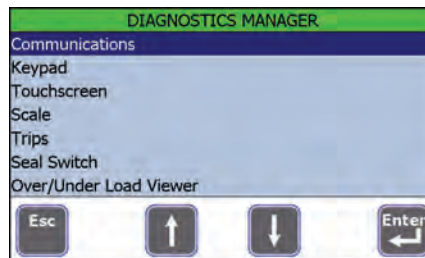 DIAGNOSTICS MANAGER
Communications
Keypad
Touchscreen
Scale
Trips
Seal Switch
Over/Under Load Viewer
Esc
Enter